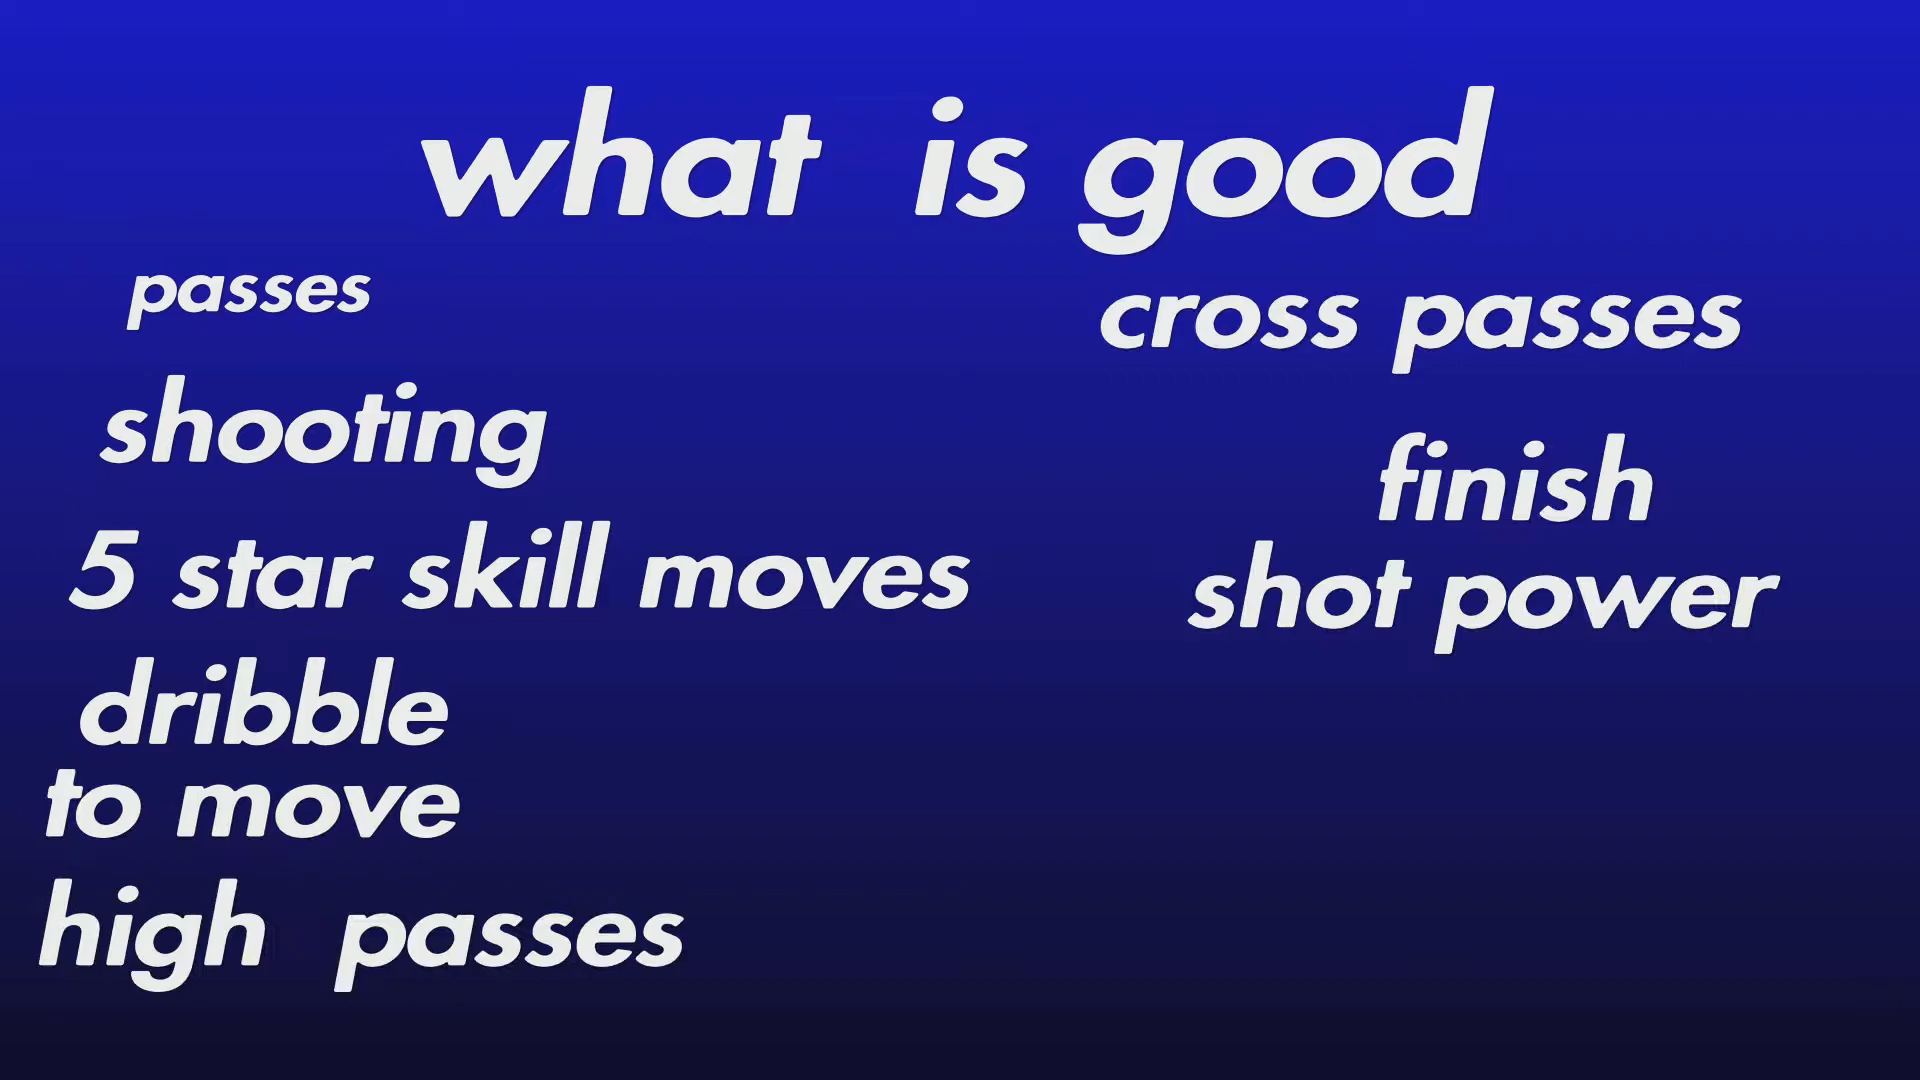 what is good
passes
shooting
5 star skill moves
dribble
to move
high passes
cross passes
finish
shot power